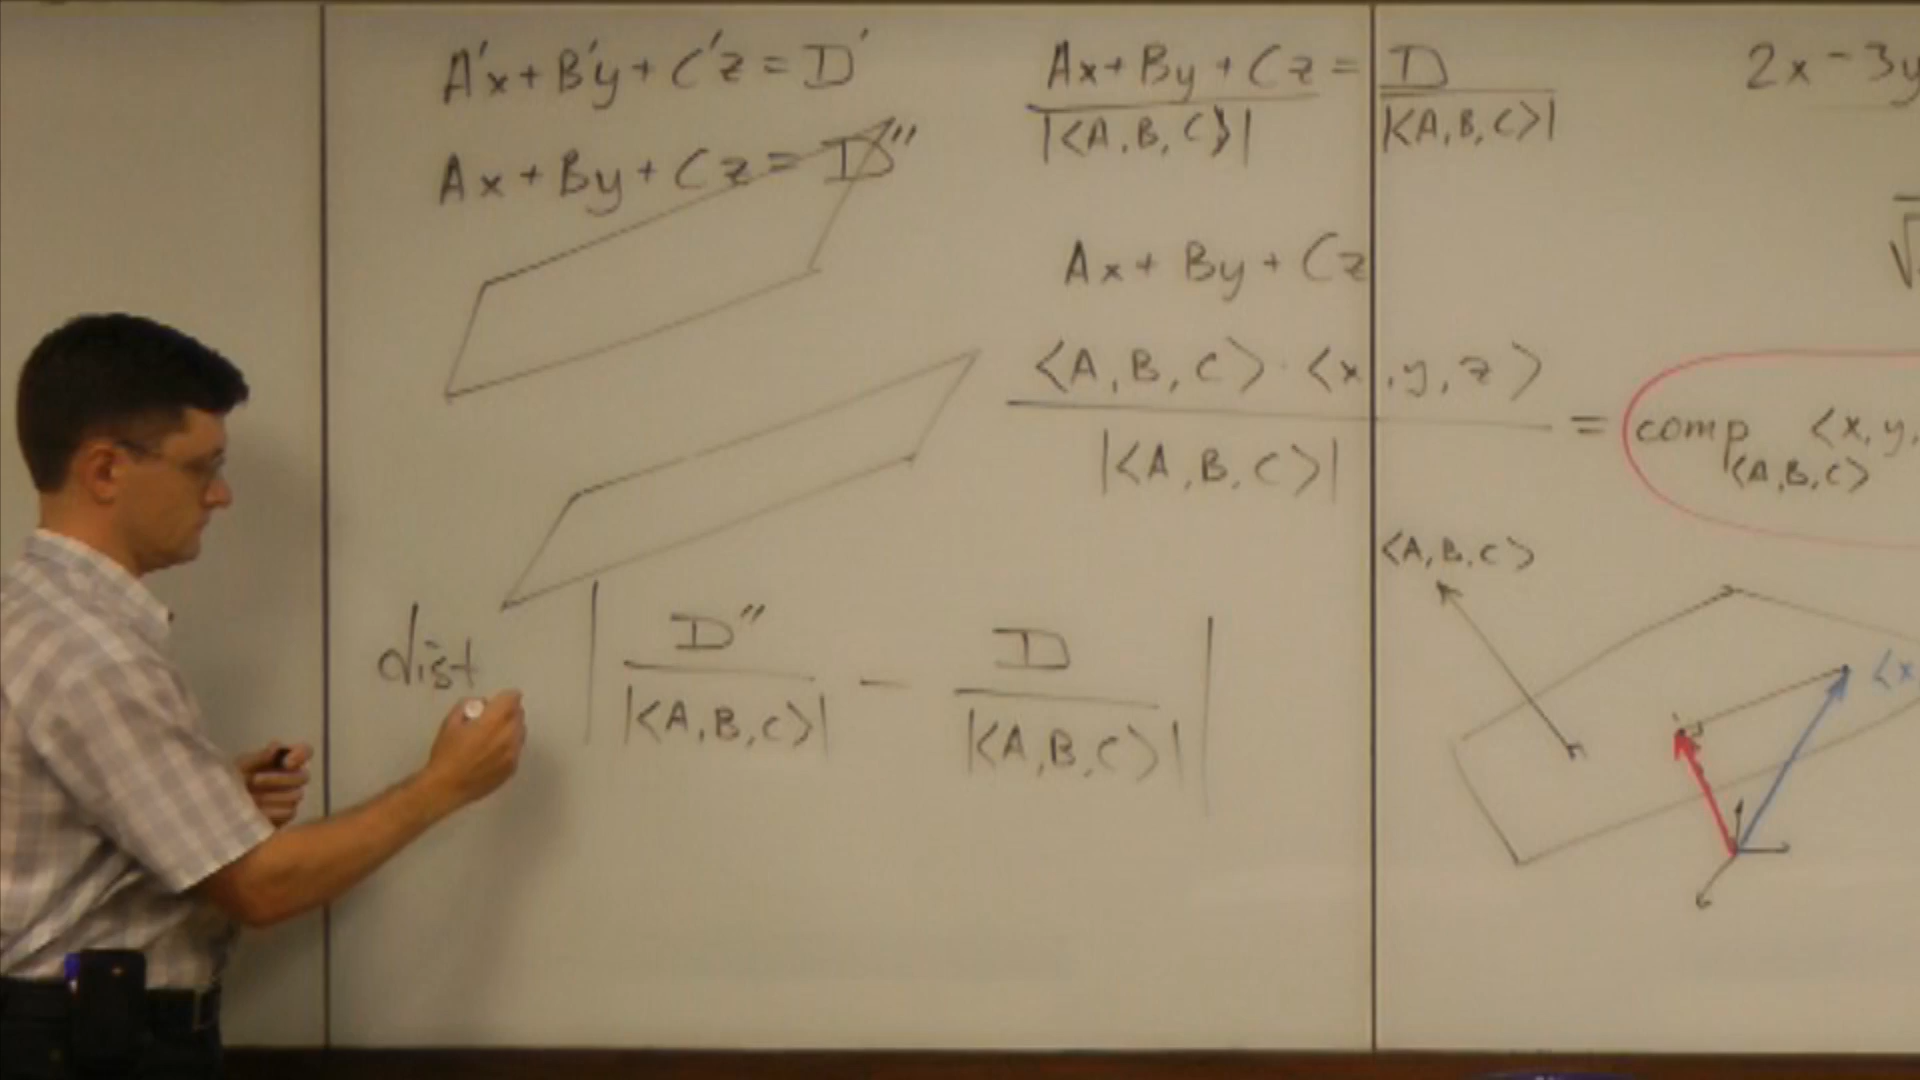 A'x + B'y + C'z = D'
Ax + By + Cz = D''
dist | D'' / |<A, B, C>| − D / |<A, B, C>| |
Ax + By + Cz / |<A, B, C>| = D / |<A, B, C>|
Ax + By + Cz
<A, B, C> · <x, y, z> / |<A, B, C>| = comp<A, B, C> <x, y,
<A, B, C>
<x
2x − 3y
√